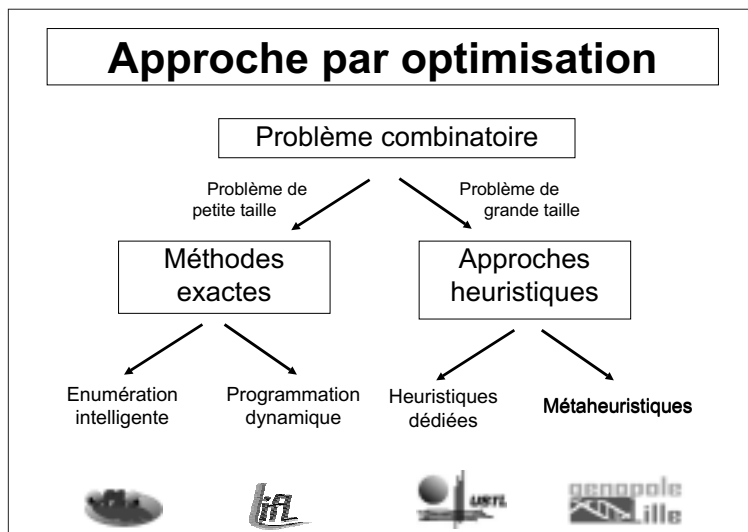 Approche par optimisation
Problème combinatoire
Problème de
petite taille
Problème de
grande taille
Méthodes
exactes
Approches
heuristiques
Enumération
intelligente
Programmation
dynamique
Heuristiques
dédiées
Métaheuristiques
lifl
USTL
genopole
Lille